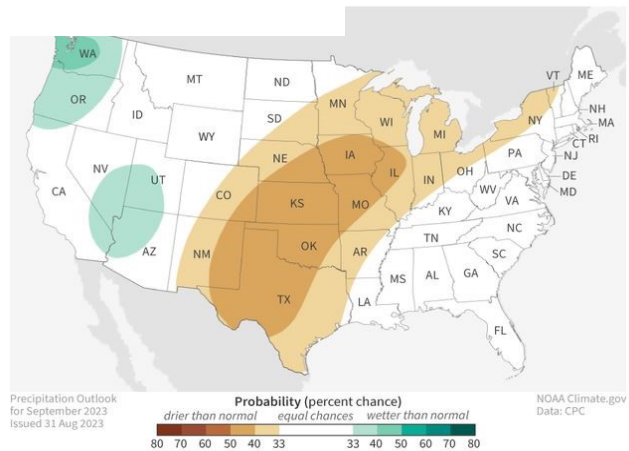 WA
MT
ND
MN
VT
ME
OR
ID
SD
WI
MI
NY
NH
MA
WY
CT
RI
NV
UT
NE
IA
IL
IN
OH
PA
NJ
DE
MD
CA
CO
KS
MO
WV
VA
KY
AZ
NM
OK
AR
TN
NC
SC
TX
LA
MS
AL
GA
FL
Precipitation Outlook
for September 2023
Issued 31 Aug 2023
Probability (percent chance)
drier than normal equal chances wetter than normal
80 70 60 50 40 33 33 40 50 60 70 80
NOAA Climate.gov
Data: CPC